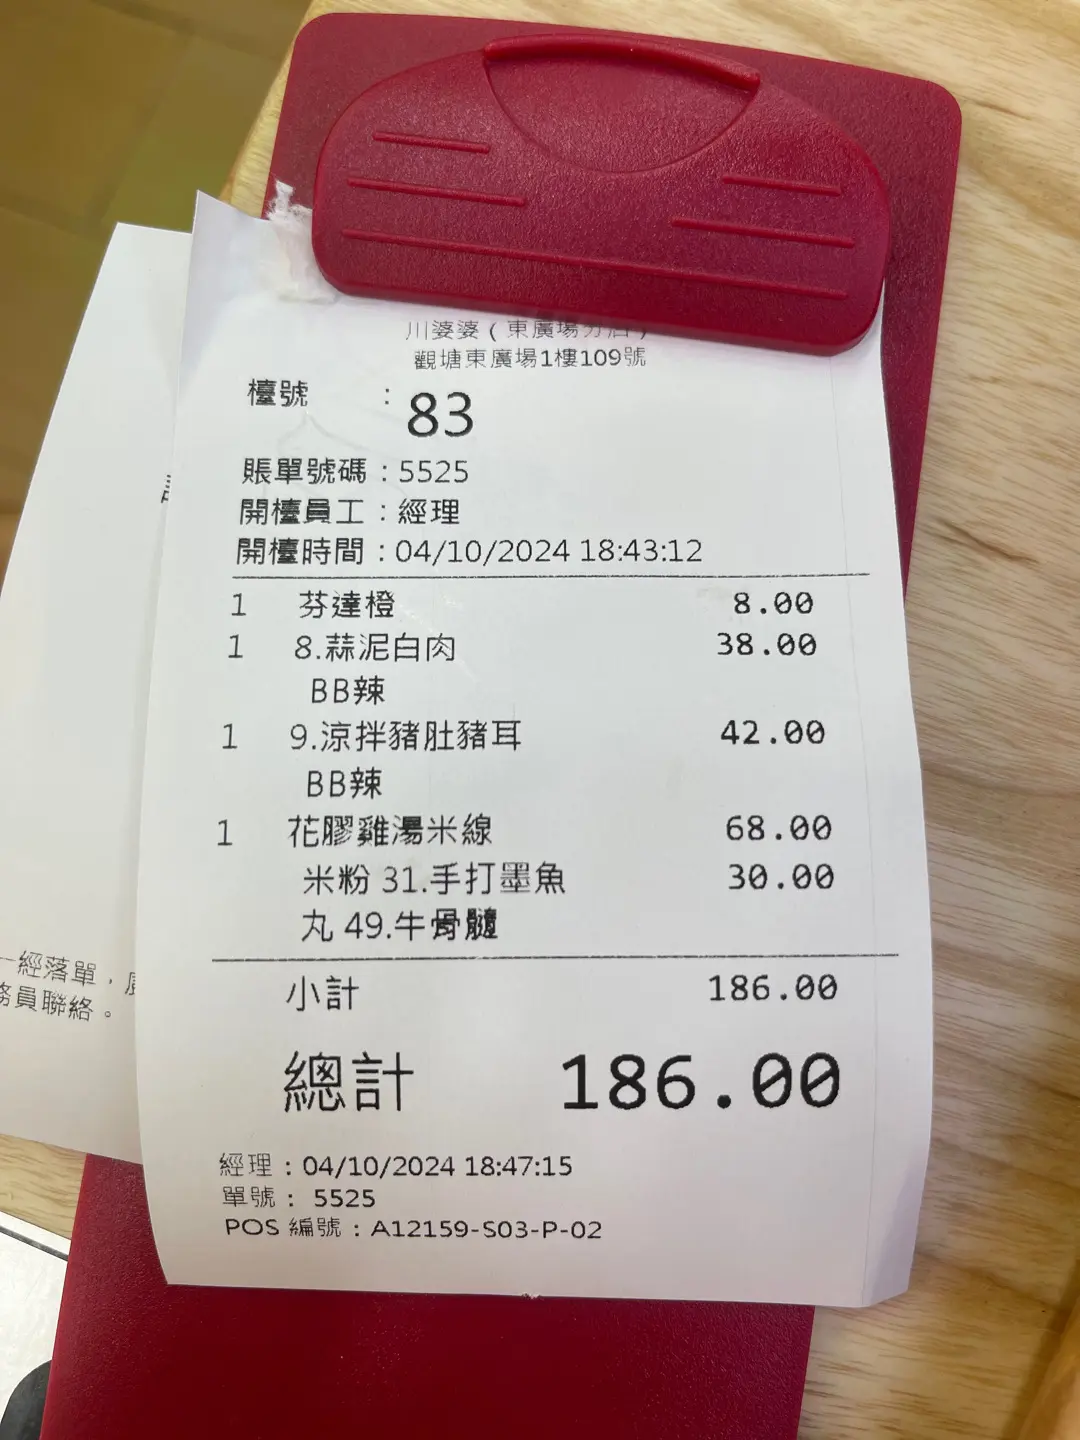 川婆婆（東廣場分店）
觀塘東廣場1樓109號
檯號 : 83
賬單號碼 : 5525
開檯員工 : 經理
開檯時間 : 04/10/2024 18:43:12
1 芬達橙 8.00
1 8.蒜泥白肉 38.00
BB辣
1 9.涼拌豬肚豬耳 42.00
BB辣
1 花膠雞湯米線 68.00
米粉 31.手打墨魚 30.00
丸 49.牛骨髓
小計 186.00
總計 186.00
經理 : 04/10/2024 18:47:15
單號 : 5525
POS 編號 : A12159-S03-P-02
一經落單，
務員聯絡。